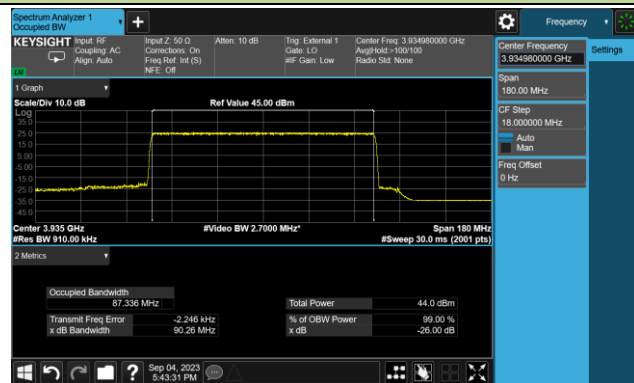 Spectrum Analyzer 1
Occupied BW
+
Frequency
KEYSIGHT
Input: RF
Coupling: AC
Align: Auto
Input Z: 50 Ω
Corrections: On
Freq Ref: Int (S)
NFE: Off
Atten: 10 dB
Trig: External 1
Gate: LO
#IF Gain: Low
Center Freq: 3.934980000 GHz
Avg|Hold:>100/100
Radio Std: None
Center Frequency
3.934980000 GHz
Settings
Span
180.00 MHz
CF Step
18.000000 MHz
Auto
Man
Freq Offset
0 Hz
1 Graph
Scale/Div 10.0 dB
Ref Value 45.00 dBm
Log
35.0
25.0
15.0
5.00
-5.00
-15.0
-25.0
-35.0
-45.0
Center 3.935 GHz
#Video BW 2.7000 MHz*
Span 180 MHz
#Res BW 910.00 kHz
#Sweep 30.0 ms (2001 pts)
2 Metrics
Occupied Bandwidth
87.336 MHz
Total Power
44.0 dBm
Transmit Freq Error
-2.246 kHz
% of OBW Power
99.00 %
x dB Bandwidth
90.26 MHz
x dB
-26.00 dB
?
Sep 04, 2023
5:43:31 PM